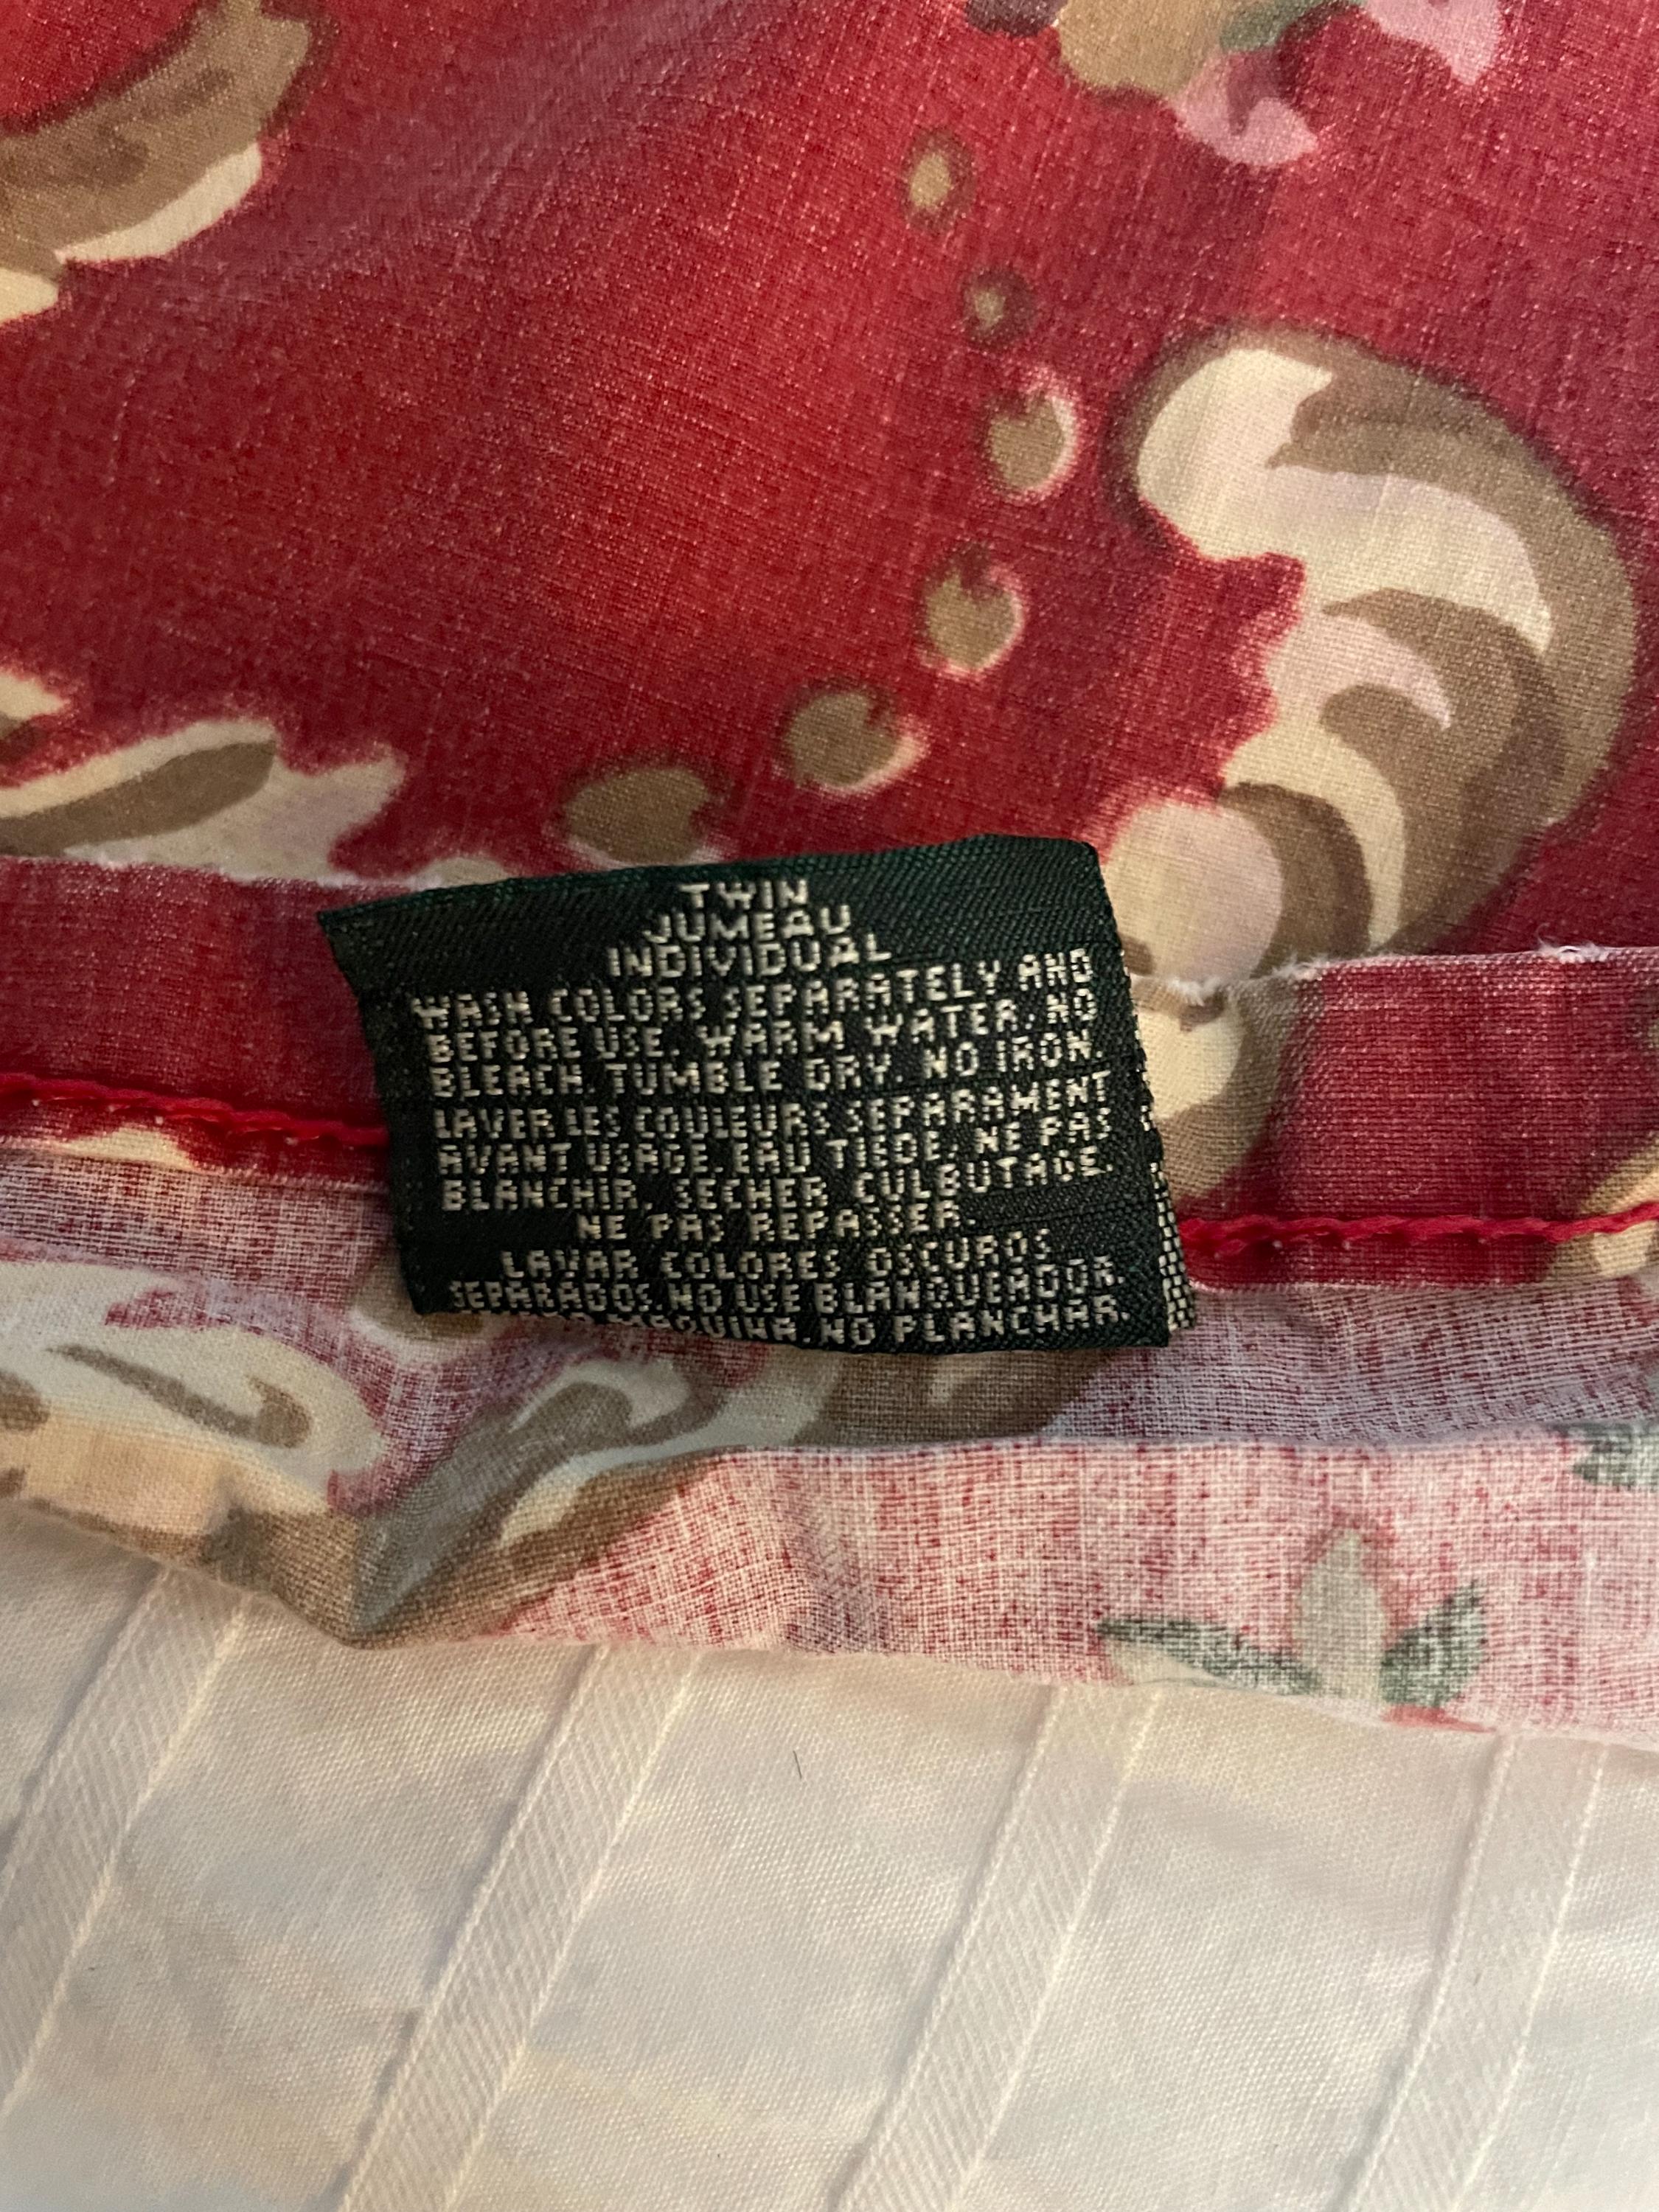 TWIN
JUMEAU
INDIVIDUAL
WASH COLORS SEPARATELY AND
BEFORE USE. WARM WATER. NO
BLEACH. TUMBLE DRY. NO IRON.
LAVER LES COULEURS SEPARAMENT
AVANT USAGE. EAU TIEDE. NE PAS
BLANCHIR. SECHER CULBUTAGE.
NE PAS REPASSER.
LAVAR COLORES OSCUROS
SEPARADOS. NO USE BLANQUEADOR.
MAQUINA. NO PLANCHAR.